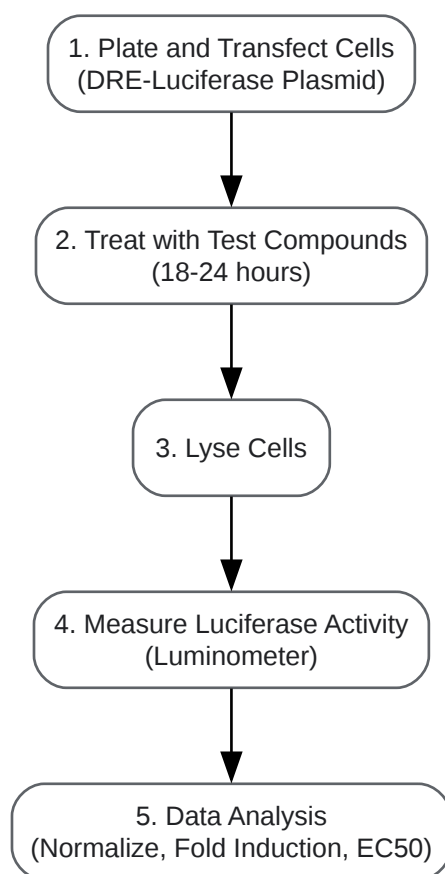 1. Plate and Transfect Cells
(DRE-Luciferase Plasmid)
2. Treat with Test Compounds
(18-24 hours)
3. Lyse Cells
4. Measure Luciferase Activity
(Luminometer)
5. Data Analysis
(Normalize, Fold Induction, EC50)